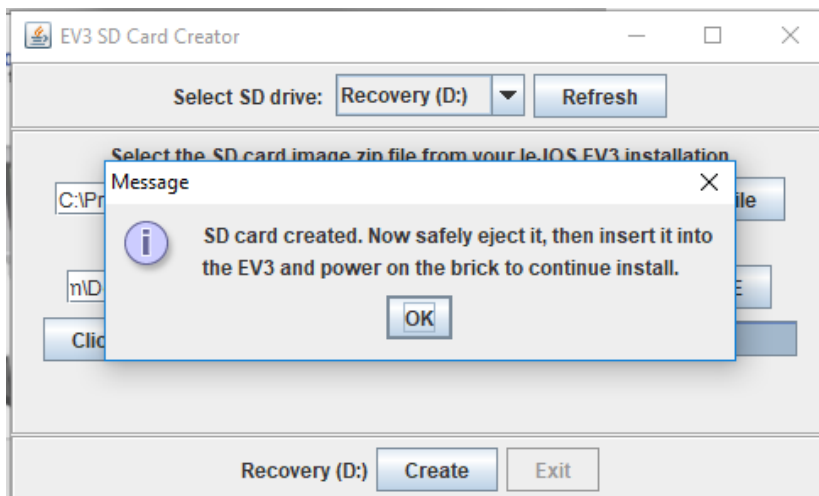 EV3 SD Card Creator
Select SD drive: Recovery (D:) Refresh
Select the SD card image zip file from your leJOS EV3 installation
Message
C:\Pr
ile
SD card created. Now safely eject it, then insert it into
the EV3 and power on the brick to continue install.
n\D
E
OK
Clic
Recovery (D:) Create Exit